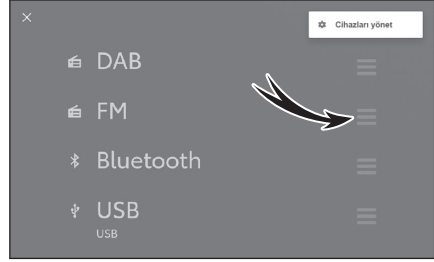 Cihazları yönet
DAB
FM
Bluetooth
USB
USB